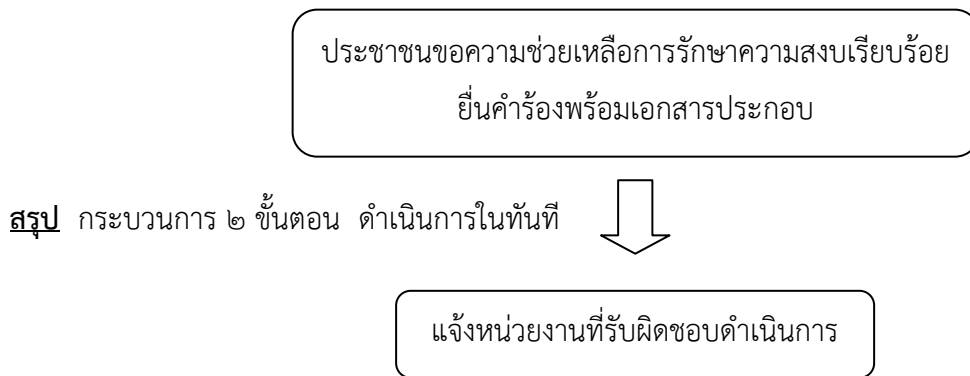 ประชาชนขอความช่วยเหลือการรักษาความสงบเรียบร้อย
ยื่นคำร้องพร้อมเอกสารประกอบ
สรุป กระบวนการ ๒ ขั้นตอน ดำเนินการในทันที
แจ้งหน่วยงานที่รับผิดชอบดำเนินการ